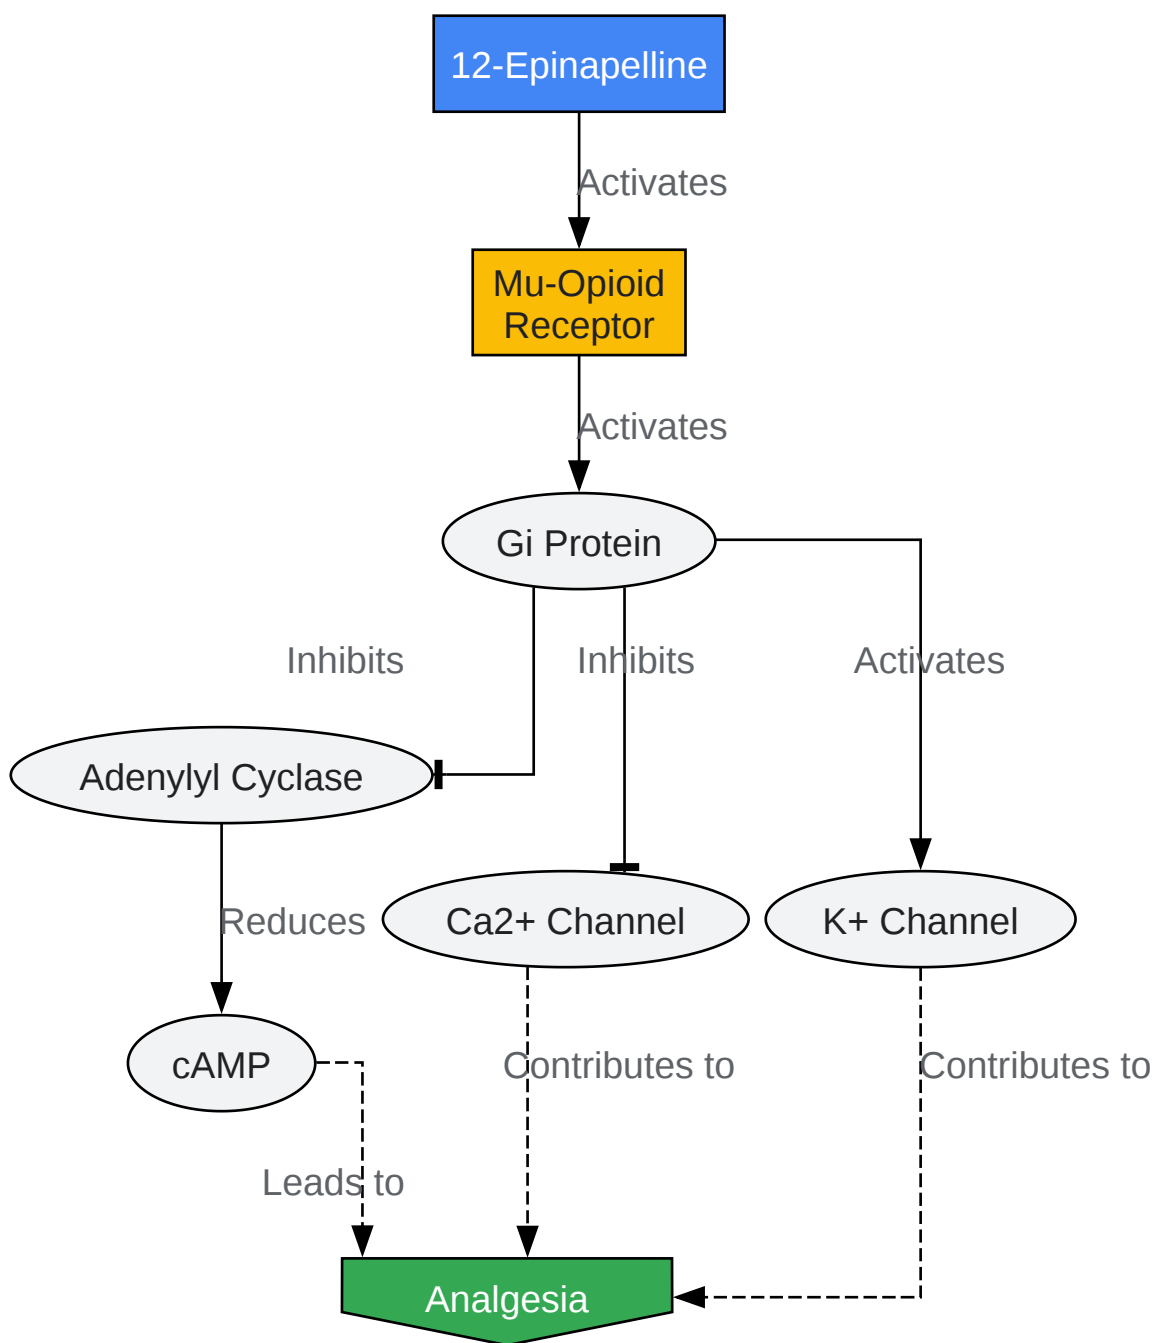 12-Epinapelline
Activates
Mu-Opioid
Receptor
Activates
Gi Protein
Inhibits
Inhibits
Activates
Adenylyl Cyclase
Reduces
Ca2+ Channel
K+ Channel
cAMP
Contributes to
Contributes to
Leads to
Analgesia